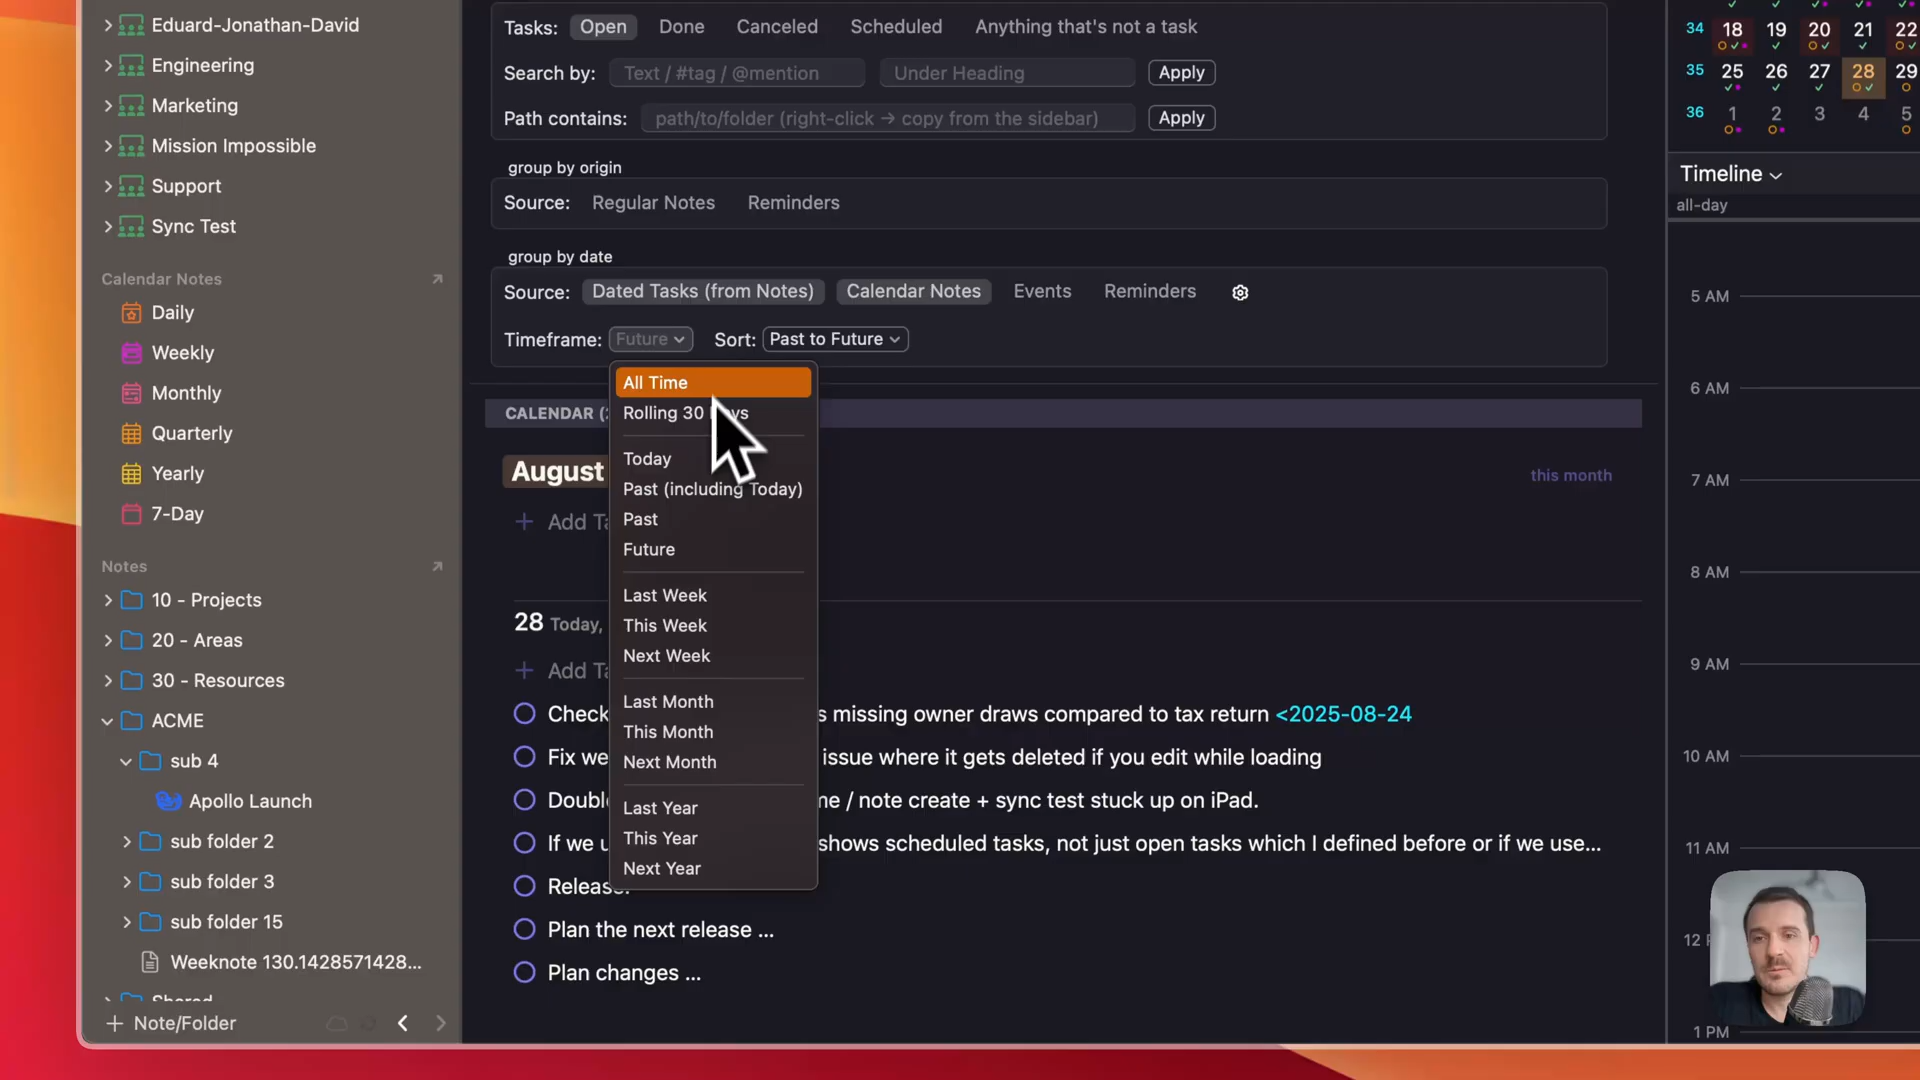 Eduard-Jonathan-David
Engineering
Marketing
Mission Impossible
Support
Sync Test
Calendar Notes
Daily
Weekly
Monthly
Quarterly
Yearly
7-Day
Notes
10 - Projects
20 - Areas
30 - Resources
ACME
sub 4
Apollo Launch
sub folder 2
sub folder 3
sub folder 15
Weeknote 130.1428571428...
Shared
+ Note/Folder
Tasks: Open Done Canceled Scheduled Anything that's not a task
Search by: Text / #tag / @mention Under Heading Apply
Path contains: path/to/folder (right-click → copy from the sidebar) Apply
group by origin
Source: Regular Notes Reminders
group by date
Source: Dated Tasks (from Notes) Calendar Notes Events Reminders
Timeframe: Future Sort: Past to Future
All Time
Rolling 30 Days
Today
Past (including Today)
Past
Future
Last Week
This Week
Next Week
Last Month
This Month
Next Month
Last Year
This Year
Next Year
CALENDAR
August
this month
+ Add
28 Today,
+ Add
Check
missing owner draws compared to tax return <2025-08-24
Fix
issue where it gets deleted if you edit while loading
/ note create + sync test stuck up on iPad.
If we
shows scheduled tasks, not just open tasks which I defined before or if we use...
Release.
Plan the next release ...
Plan changes ...
34 18 19 20 21 22
35 25 26 27 28 29
36 1 2 3 4 5
Timeline
all-day
5 AM
6 AM
7 AM
8 AM
9 AM
10 AM
11 AM
12
1 PM